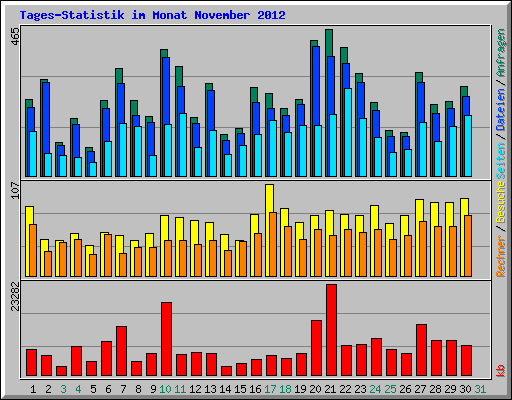 Tages-Statistik im Monat November 2012
465
107
23282
Rechner / Besuche Seiten / Dateien / Anfragen
kb
1 2 3 4 5 6 7 8 9 10 11 12 13 14 15 16 17 18 19 20 21 22 23 24 25 26 27 28 29 30 31